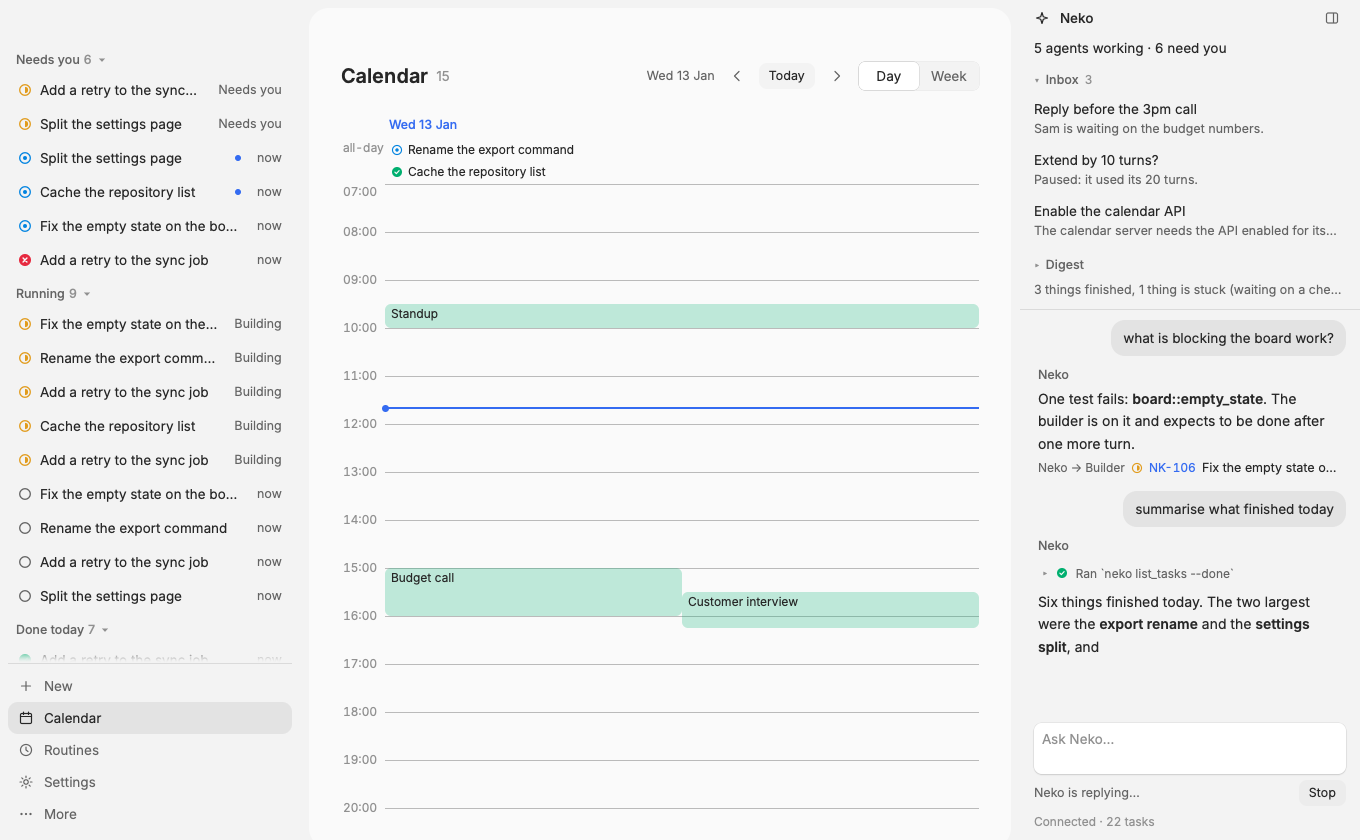 Needs you 6
Add a retry to the sync... Needs you
Split the settings page Needs you
Split the settings page now
Cache the repository list now
Fix the empty state on the bo... now
Add a retry to the sync job now
Running 9
Fix the empty state on the... Building
Rename the export comm... Building
Add a retry to the sync job Building
Cache the repository list Building
Add a retry to the sync job Building
Fix the empty state on the bo... now
Rename the export command now
Add a retry to the sync job now
Split the settings page now
Done today 7
Add a retry to the sync job now
New
Calendar
Routines
Settings
More
Calendar 15
Wed 13 Jan
Today
Day
Week
Wed 13 Jan
all-day
Rename the export command
Cache the repository list
07:00
08:00
09:00
Standup
10:00
11:00
12:00
13:00
14:00
15:00
Budget call
Customer interview
16:00
17:00
18:00
19:00
20:00
Neko
5 agents working · 6 need you
Inbox 3
Reply before the 3pm call
Sam is waiting on the budget numbers.
Extend by 10 turns?
Paused: it used its 20 turns.
Enable the calendar API
The calendar server needs the API enabled for its...
Digest
3 things finished, 1 thing is stuck (waiting on a che...
what is blocking the board work?
Neko
One test fails: board::empty_state. The
builder is on it and expects to be done after
one more turn.
Neko → Builder NK-106 Fix the empty state o...
summarise what finished today
Neko
Ran `neko list_tasks --done`
Six things finished today. The two largest
were the export rename and the settings
split, and
Ask Neko...
Neko is replying...
Stop
Connected · 22 tasks